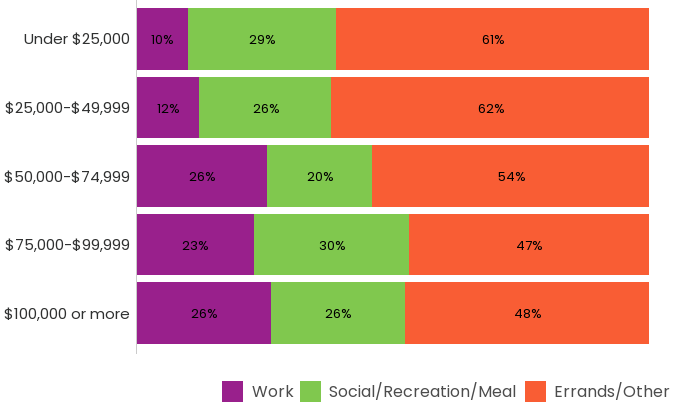 Under $25,000 10% 29% 61%
$25,000-$49,999 12% 26% 62%
$50,000-$74,999 26% 20% 54%
$75,000-$99,999 23% 30% 47%
$100,000 or more 26% 26% 48%
Work Social/Recreation/Meal Errands/Other